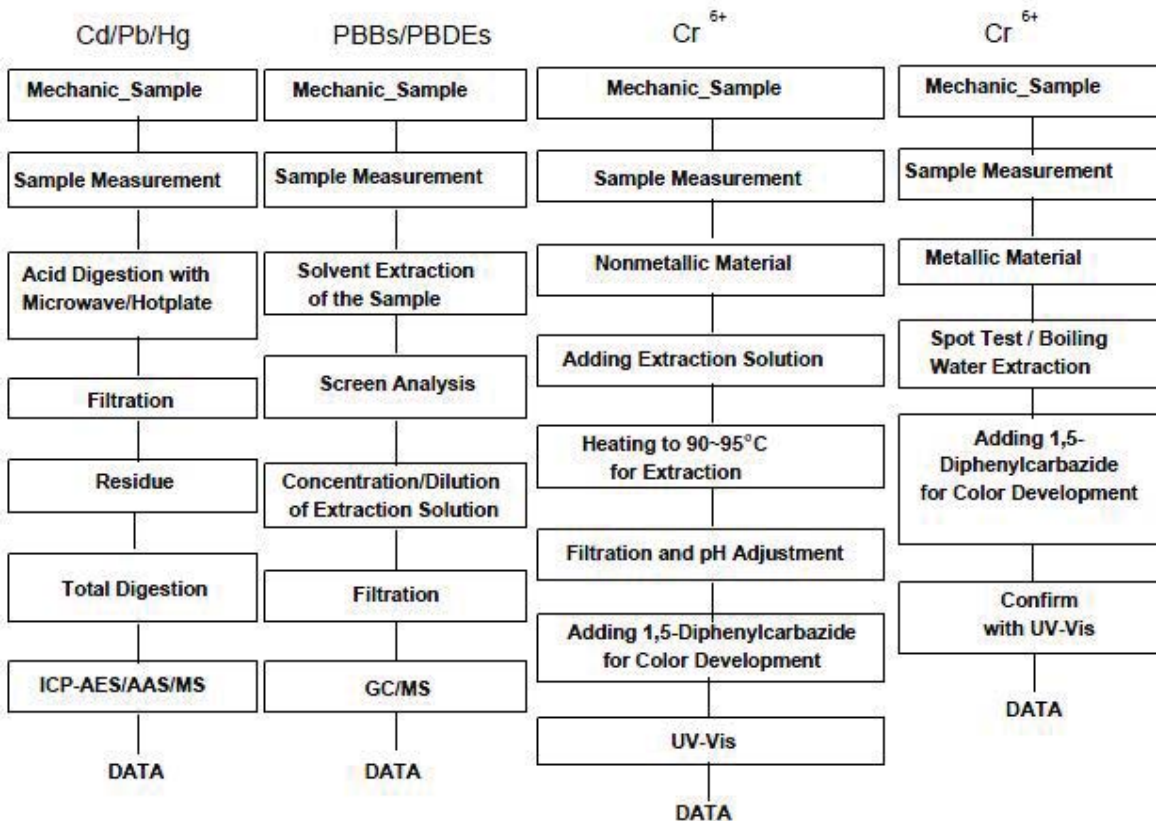 Cd/Pb/Hg
Mechanic_Sample
Sample Measurement
Acid Digestion with
Microwave/Hotplate
Filtration
Residue
Total Digestion
ICP-AES/AAS/MS
DATA
PBBs/PBDEs
Mechanic_Sample
Sample Measurement
Solvent Extraction
of the Sample
Screen Analysis
Concentration/Dilution
of Extraction Solution
Filtration
GC/MS
DATA
Cr 6+
Mechanic_Sample
Sample Measurement
Nonmetallic Material
Adding Extraction Solution
Heating to 90~95°C
for Extraction
Filtration and pH Adjustment
Adding 1,5-Diphenylcarbazide
for Color Development
UV-Vis
DATA
Cr 6+
Mechanic_Sample
Sample Measurement
Metallic Material
Spot Test / Boiling
Water Extraction
Adding 1,5-
Diphenylcarbazide
for Color Development
Confirm
with UV-Vis
DATA